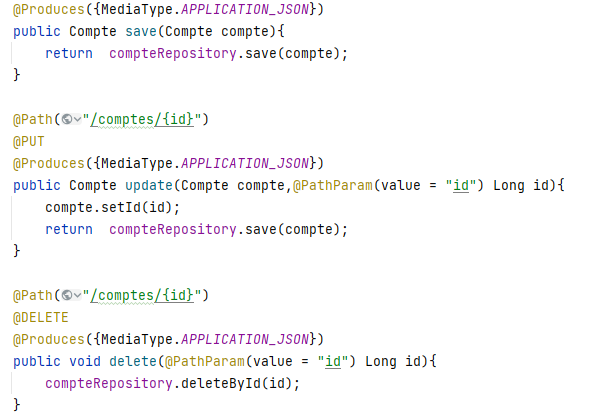 @Produces({MediaType.APPLICATION_JSON})
public Compte save(Compte compte){
    return  compteRepository.save(compte);
}

@Path("/comptes/{id}")
@PUT
@Produces({MediaType.APPLICATION_JSON})
public Compte update(Compte compte,@PathParam(value = "id") Long id){
    compte.setId(id);
    return  compteRepository.save(compte);
}

@Path("/comptes/{id}")
@DELETE
@Produces({MediaType.APPLICATION_JSON})
public void delete(@PathParam(value = "id") Long id){
    compteRepository.deleteById(id);
}